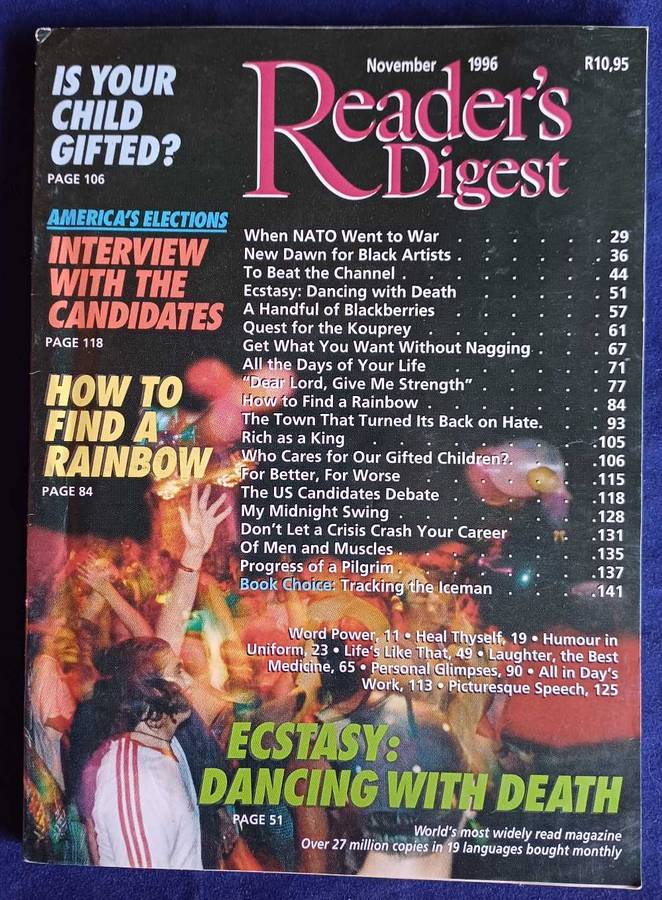 November 1996 R10,95
Reader's
Digest
IS YOUR
CHILD
GIFTED?
PAGE 106
AMERICA'S ELECTIONS
INTERVIEW
WITH THE
CANDIDATES
PAGE 118
HOW TO
FIND A
RAINBOW
PAGE 84
When NATO Went to War . . . . . . 29
New Dawn for Black Artists . . . . . . 36
To Beat the Channel . . . . . . . 44
Ecstasy: Dancing with Death . . . . . 51
A Handful of Blackberries . . . . . . 57
Quest for the Kouprey . . . . . . 61
Get What You Want Without Nagging . . . 67
All the Days of Your Life . . . . . . 71
"Dear Lord, Give Me Strength" . . . . . 77
How to Find a Rainbow . . . . . . . 84
The Town That Turned Its Back on Hate. . . 93
Rich as a King . . . . . . . . 105
Who Cares for Our Gifted Children?. . . . 106
For Better, For Worse . . . . . . 115
The US Candidates Debate . . . . . 118
My Midnight Swing . . . . . . . 128
Don't Let a Crisis Crash Your Career . . . 131
Of Men and Muscles . . . . . . . 135
Progress of a Pilgrim . . . . . . . 137
Book Choice: Tracking the Iceman . . . . 141
Word Power, 11 • Heal Thyself, 19 • Humour in
Uniform, 23 • Life's Like That, 49 • Laughter, the Best
Medicine, 65 • Personal Glimpses, 90 • All in Day's
Work, 113 • Picturesque Speech, 125
ECSTASY:
DANCING WITH DEATH
PAGE 51
World's most widely read magazine
Over 27 million copies in 19 languages bought monthly